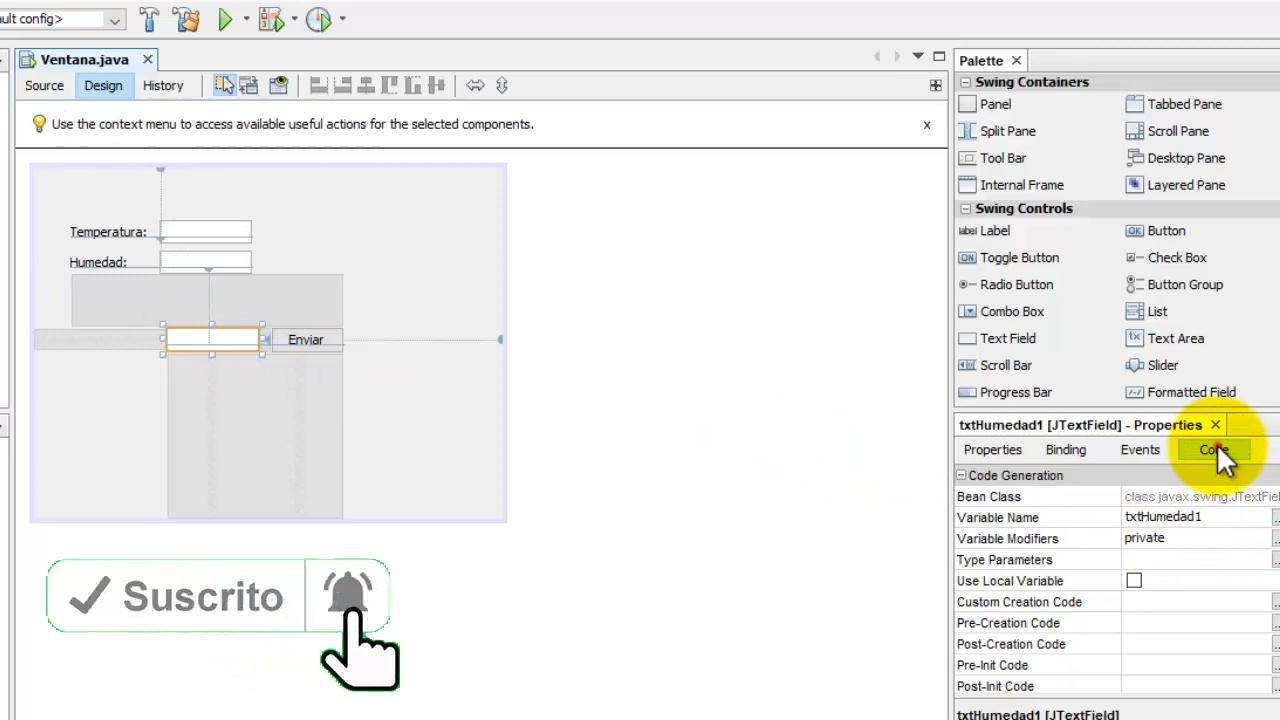 ault config>
Ventana.java
Source Design History
Use the context menu to access available useful actions for the selected components. x
Temperatura:
Humedad:
Enviar
Suscrito
Palette
Swing Containers
Panel Tabbed Pane
Split Pane Scroll Pane
Tool Bar Desktop Pane
Internal Frame Layered Pane
Swing Controls
label Label OK Button
ON Toggle Button Check Box
Radio Button Button Group
Combo Box List
Text Field Text Area
Scroll Bar Slider
Progress Bar Formatted Field
txtHumedad1 [JTextField] - Properties
Properties Binding Events Code
Code Generation
Bean Class class javax.swing.JTextFiel
Variable Name txtHumedad1 ...
Variable Modifiers private ...
Type Parameters ...
Use Local Variable
Custom Creation Code ...
Pre-Creation Code ...
Post-Creation Code ...
Pre-Init Code ...
Post-Init Code ...
txtHumedad1 [JTextField]